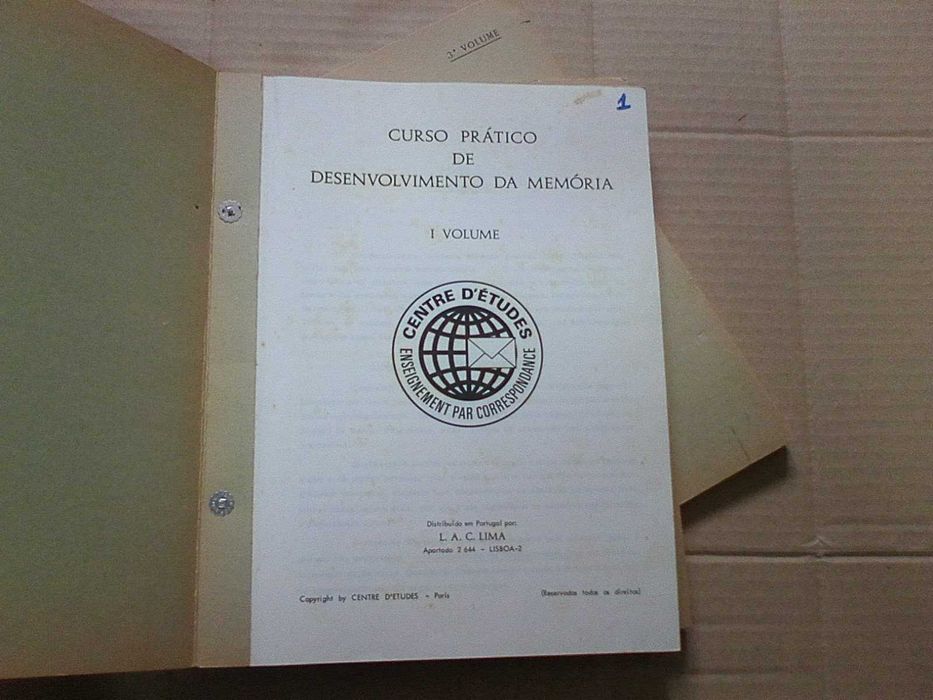 3.º VOLUME
1
CURSO PRÁTICO
DE
DESENVOLVIMENTO DA MEMÓRIA
I VOLUME
CENTRE D'ÉTUDES
ENSEIGNEMENT PAR CORRESPONDANCE
Distribuído em Portugal por:
L. A. C. LIMA
Apartado 2 644 - LISBOA-2
Copyright by CENTRE D'ETUDES - Paris
(Reservados todos os direitos)